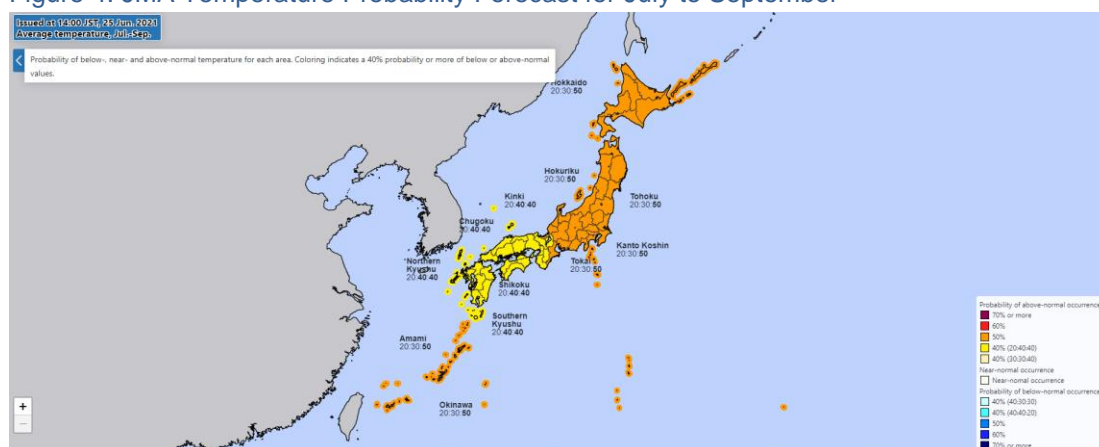 Figure 4: JMA Temperature Probability Forecast for July to September
Issued at 14:00 JST, 25 Jun. 2021
Average temperature, Jul.-Sep.
Probability of below-, near- and above-normal temperature for each area. Coloring indicates a 40% probability or more of below or above-normal
values.
Hokkaido
20:30:50
Hokuriku
20:30:50
Tohoku
20:30:50
Kinki
20:40:40
Chugoku
20:40:40
Kanto Koshin
20:30:50
Tokai
20:30:50
Northern
Kyushu
20:40:40
Shikoku
20:40:40
Southern
Kyushu
20:40:40
Amami
20:30:50
Okinawa
20:30:50
Probability of above-normal occurrence
70% or more
60%
50%
40% (20:40:40)
40% (30:30:40)
Near-normal occurrence
Near-nomal occurrence
Probability of below-normal occurrence
40% (40:30:30)
40% (40:40:20)
50%
60%
70% or more
+
−